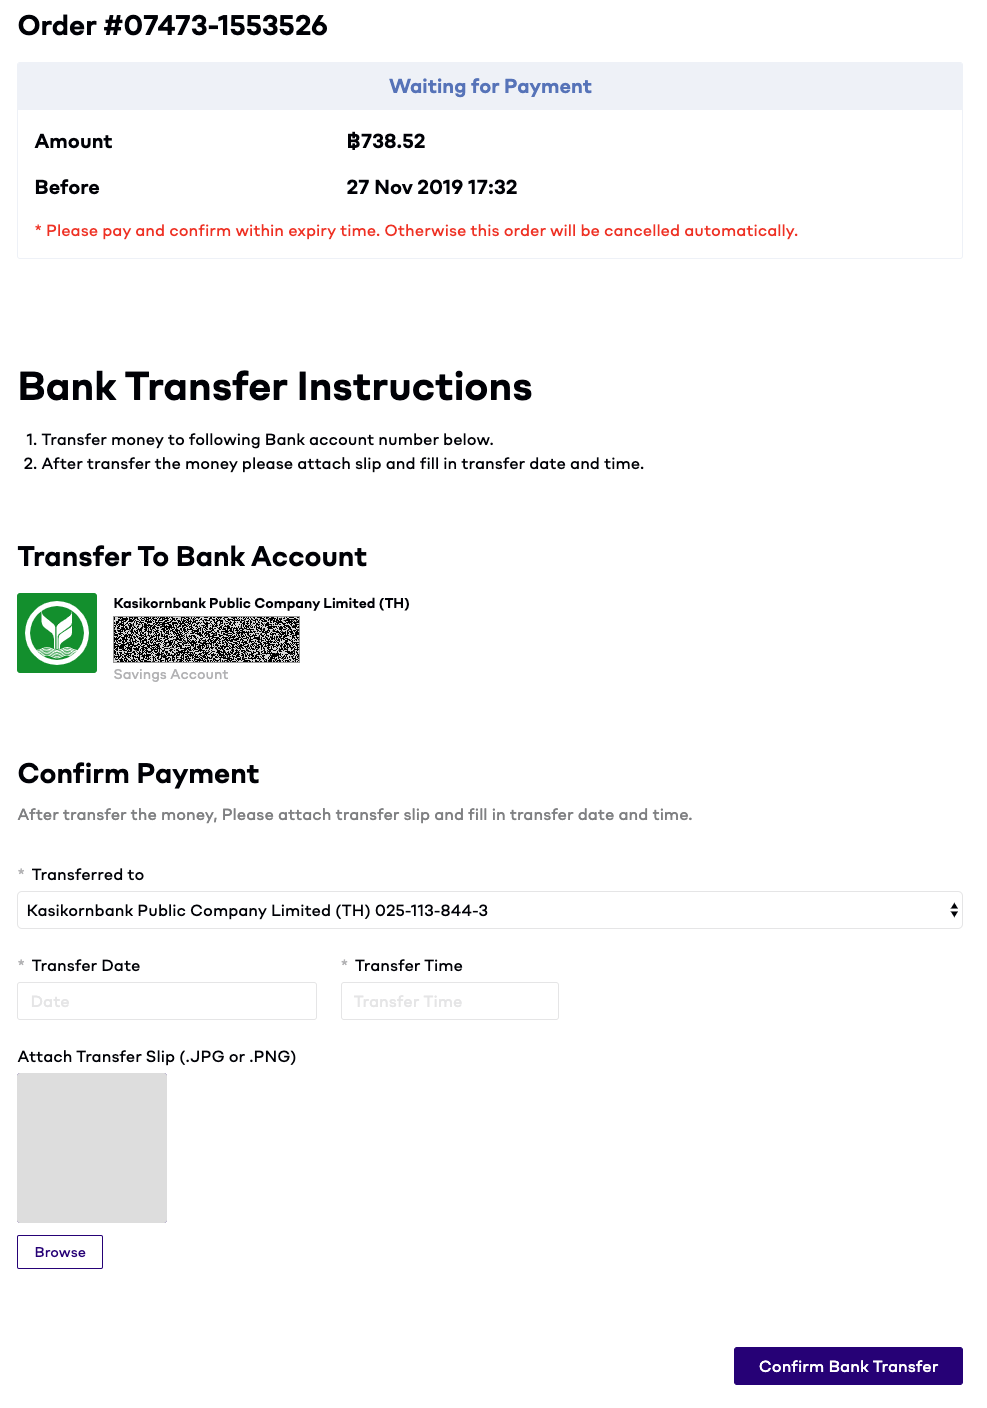 Order #07473-1553526
Waiting for Payment
Amount ฿738.52
Before 27 Nov 2019 17:32
* Please pay and confirm within expiry time. Otherwise this order will be cancelled automatically.
Bank Transfer Instructions
1. Transfer money to following Bank account number below.
2. After transfer the money please attach slip and fill in transfer date and time.
Transfer To Bank Account
Kasikornbank Public Company Limited (TH)
Savings Account
Confirm Payment
After transfer the money, Please attach transfer slip and fill in transfer date and time.
* Transferred to
Kasikornbank Public Company Limited (TH) 025-113-844-3
* Transfer Date * Transfer Time
Date Transfer Time
Attach Transfer Slip (.JPG or .PNG)
Browse
Confirm Bank Transfer